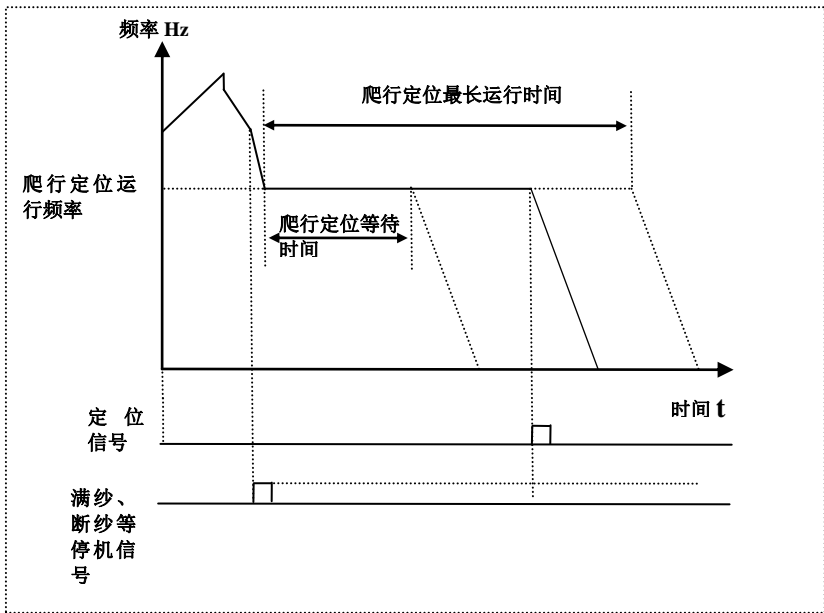 频率 Hz
爬行定位最长运行时间
爬行定位运
行频率
爬行定位等待
时间
时间 t
定 位
信号
满纱、
断纱等
停机信
号